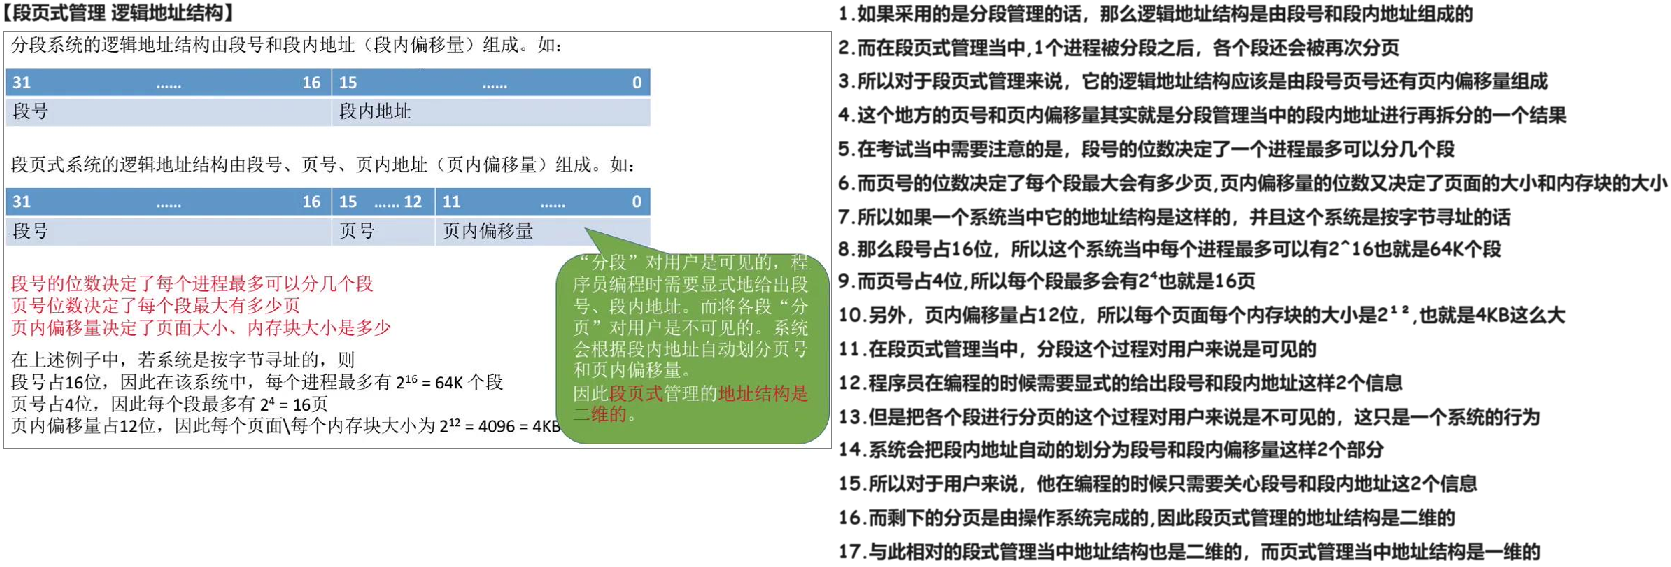 【段页式管理 逻辑地址结构】
分段系统的逻辑地址结构由段号和段内地址（段内偏移量）组成。如：
31 …… 16 15 …… 0
段号 段内地址
段页式系统的逻辑地址结构由段号、页号、页内地址（页内偏移量）组成。如：
31 …… 16 15 …… 12 11 …… 0
段号 页号 页内偏移量
段号的位数决定了每个进程最多可以分几个段
页号位数决定了每个段最大有多少页
页内偏移量决定了页面大小、内存块大小是多少
在上述例子中，若系统是按字节寻址的，则
段号占16位，因此在该系统中，每个进程最多有 2¹⁶ = 64K 个段
页号占4位，因此每个段最多有 2⁴ = 16页
页内偏移量占12位，因此每个页面\每个内存块大小为 2¹² = 4096 = 4KB
“分段”对用户是可见的，程
序员编程时需要显式地给出段
号、段内地址。而将各段“分
页”对用户是不可见的。系统
会根据段内地址自动划分页号
和页内偏移量。
因此段页式管理的地址结构是
二维的。
1.如果采用的是分段管理的话，那么逻辑地址结构是由段号和段内地址组成的
2.而在段页式管理当中,1个进程被分段之后，各个段还会被再次分页
3.所以对于段页式管理来说，它的逻辑地址结构应该是由段号页号还有页内偏移量组成
4.这个地方的页号和页内偏移量其实就是分段管理当中的段内地址进行再拆分的一个结果
5.在考试当中需要注意的是，段号的位数决定了一个进程最多可以分几个段
6.而页号的位数决定了每个段最大会有多少页,页内偏移量的位数又决定了页面的大小和内存块的大小
7.所以如果一个系统当中它的地址结构是这样的，并且这个系统是按字节寻址的话
8.那么段号占16位，所以这个系统当中每个进程最多可以有2^16也就是64K个段
9.而页号占4位,所以每个段最多会有2⁴也就是16页
10.另外，页内偏移量占12位，所以每个页面每个内存块的大小是2¹²,也就是4KB这么大
11.在段页式管理当中，分段这个过程对用户来说是可见的
12.程序员在编程的时候需要显式的给出段号和段内地址这样2个信息
13.但是把各个段进行分页的这个过程对用户来说是不可见的，这只是一个系统的行为
14.系统会把段内地址自动的划分为段号和段内偏移量这样2个部分
15.所以对于用户来说，他在编程的时候只需要关心段号和段内地址这2个信息
16.而剩下的分页是由操作系统完成的,因此段页式管理的地址结构是二维的
17.与此相对的段式管理当中地址结构也是二维的，而页式管理当中地址结构是一维的